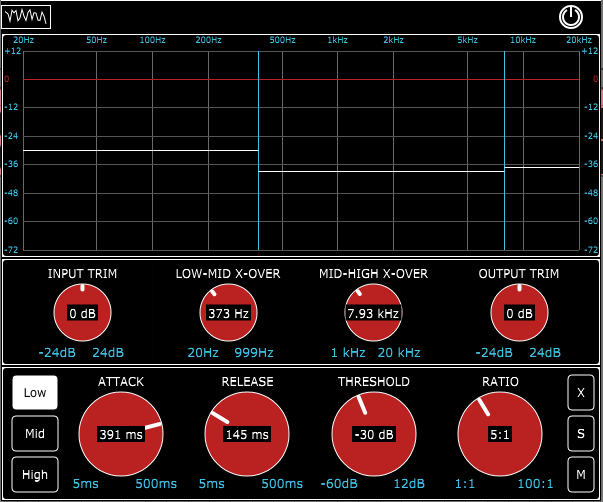 20Hz 50Hz 100Hz 200Hz 500Hz 1kHz 2kHz 5kHz 10kHz 20kHz
+12 +12
0 0
-12 -12
-24 -24
-36 -36
-48 -48
-60 -60
-72 -72
INPUT TRIM LOW-MID X-OVER MID-HIGH X-OVER OUTPUT TRIM
0 dB 373 Hz 7.93 kHz 0 dB
-24dB 24dB 20Hz 999Hz 1 kHz 20 kHz -24dB 24dB
ATTACK RELEASE THRESHOLD RATIO
Low X
391 ms 145 ms -30 dB 5:1
Mid S
High M
5ms 500ms 5ms 500ms -60dB 12dB 1:1 100:1